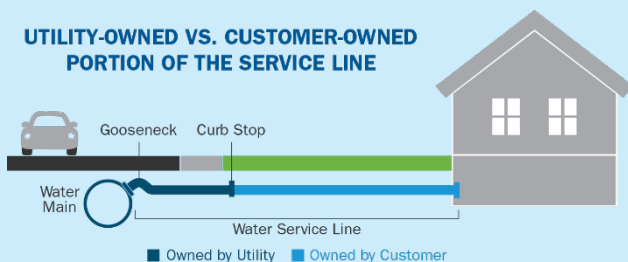 UTILITY-OWNED VS. CUSTOMER-OWNED
PORTION OF THE SERVICE LINE
Gooseneck
Curb Stop
Water
Main
Water Service Line
Owned by Utility
Owned by Customer